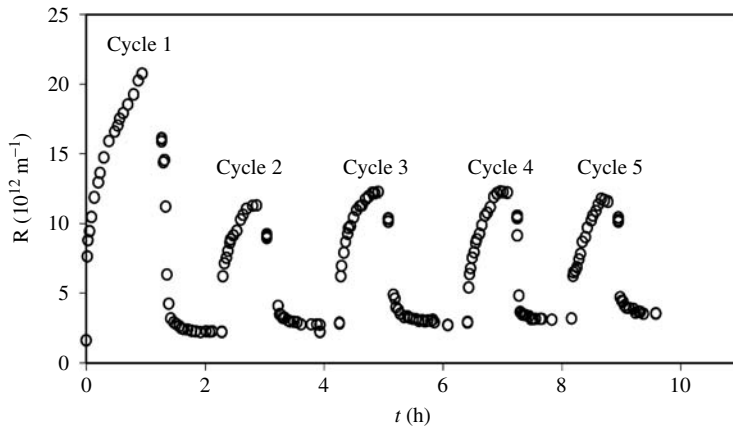 25
20
15
10
5
0
R (10¹² m⁻¹)
Cycle 1
Cycle 2
Cycle 3
Cycle 4
Cycle 5
0 2 4 6 8 10
t (h)